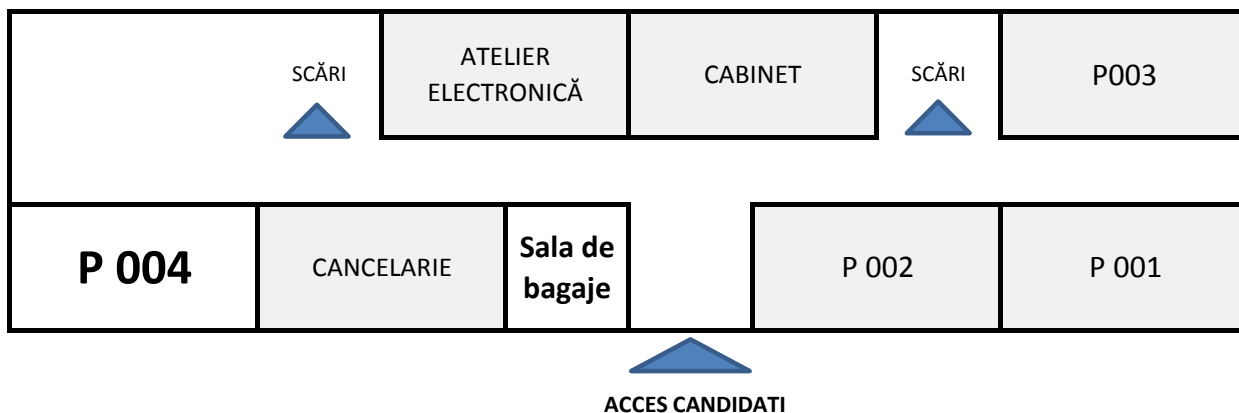 SCĂRI
ATELIER
ELECTRONICĂ
CABINET
SCĂRI
P003
P 004
CANCELARIE
Sala de
bagaje
P 002
P 001
ACCES CANDIDATI